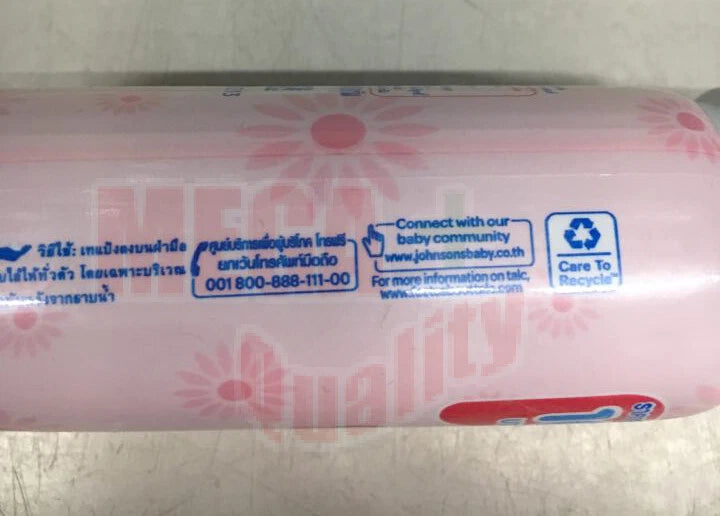 MEGA
Quality
วิธีใช้: เทแป้งลงบนฝ่ามือ
ให้ทั่วตัว โดยเฉพาะบริเวณ
จากอาบน้ำ
ศูนย์บริการเพื่อผู้บริโภค โทรฟรี
ยกเว้นโทรศัพท์มือถือ
001 800-888-111-00
Connect with our
baby community
www.johnsonsbaby.co.th
For more information on talc,
Care To
Recycle™